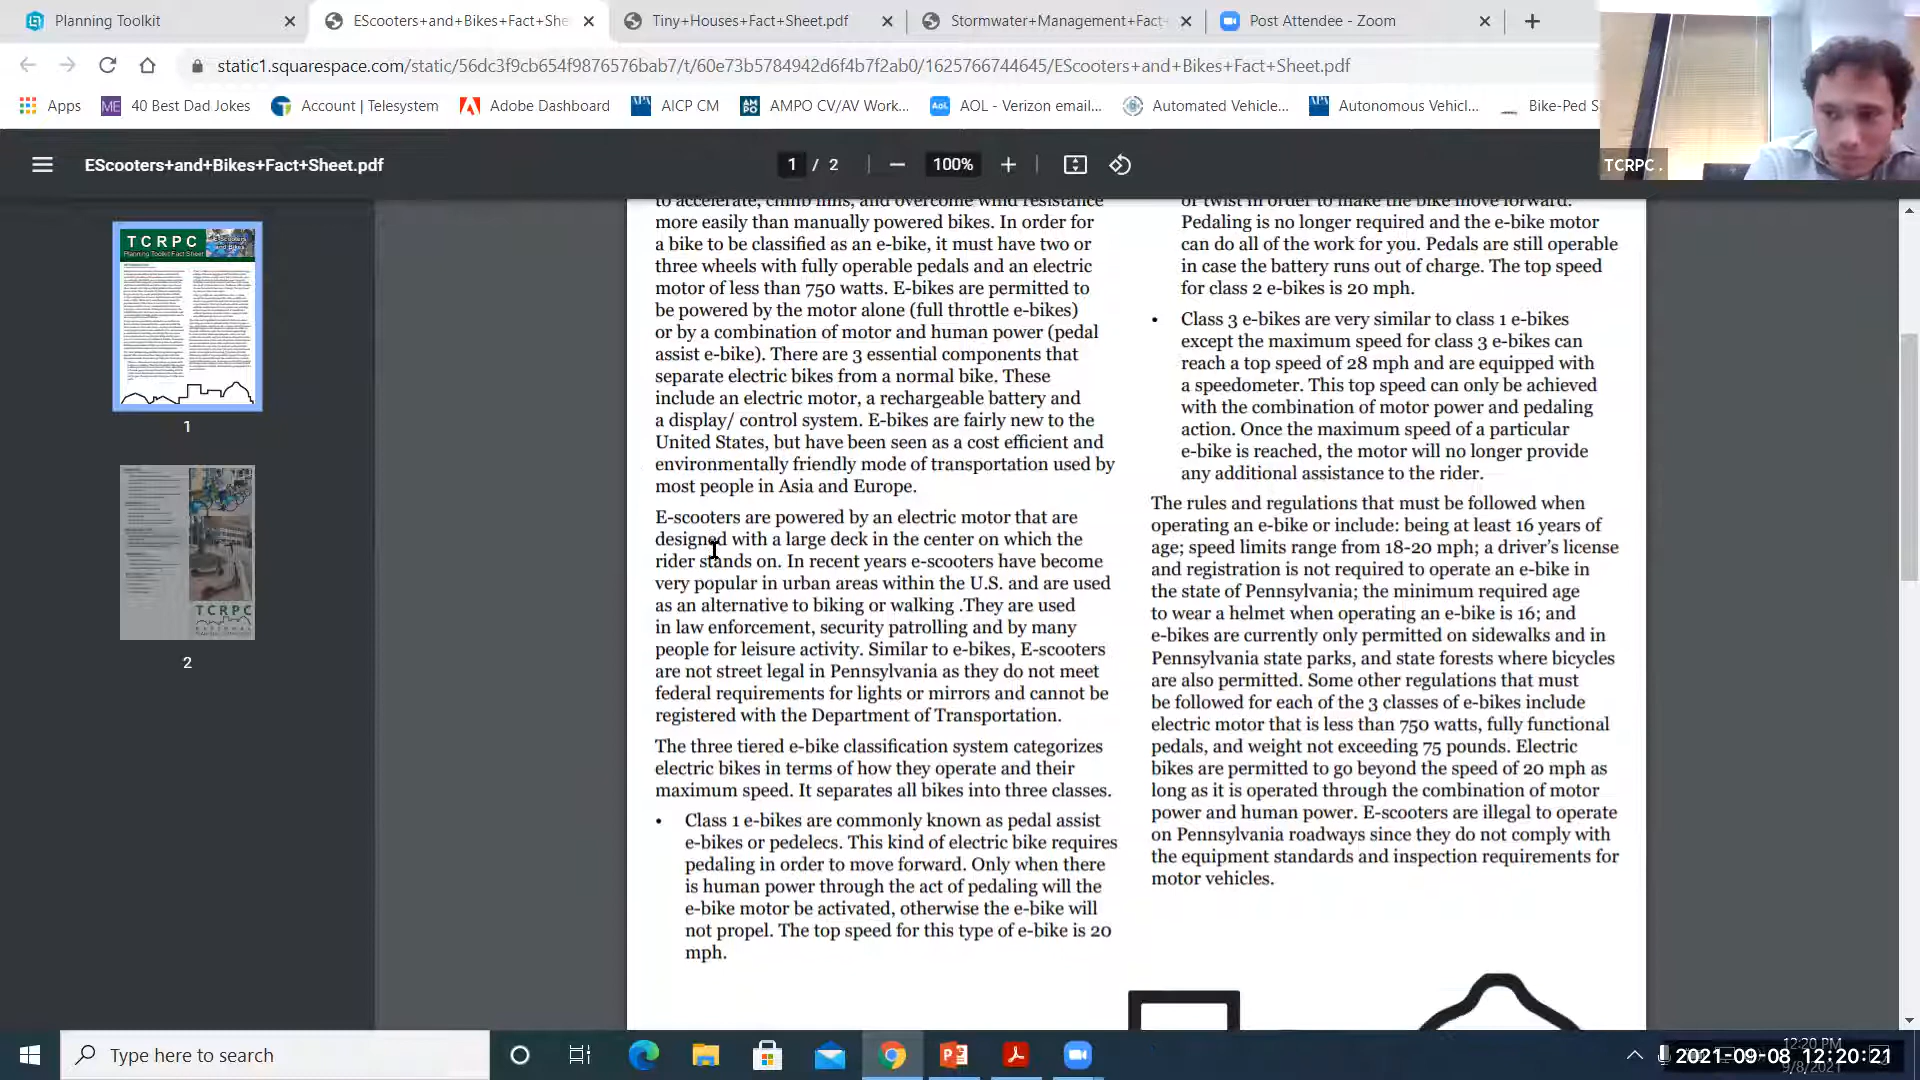 Planning Toolkit
EScooters+and+Bikes+Fact+She
Tiny+Houses+Fact+Sheet.pdf
Stormwater+Management+Fact
Post Attendee - Zoom
static1.squarespace.com/static/56dc3f9cb654f9876576bab7/t/60e73b5784942d6f4b7f2ab0/1625766744645/EScooters+and+Bikes+Fact+Sheet.pdf
Apps
40 Best Dad Jokes
Account | Telesystem
Adobe Dashboard
AICP CM
AMPO CV/AV Work...
AOL - Verizon email...
Automated Vehicle...
Autonomous Vehicl...
Bike-Ped S
TCRPC .
EScooters+and+Bikes+Fact+Sheet.pdf
1 / 2
100%
TCRPC
E-Scooters
and Bikes
Planning Toolkit Fact Sheet
1
TCRPC
2
to accelerate, climb hills, and overcome wind resistance
more easily than manually powered bikes. In order for
a bike to be classified as an e-bike, it must have two or
three wheels with fully operable pedals and an electric
motor of less than 750 watts. E-bikes are permitted to
be powered by the motor alone (full throttle e-bikes)
or by a combination of motor and human power (pedal
assist e-bike). There are 3 essential components that
separate electric bikes from a normal bike. These
include an electric motor, a rechargeable battery and
a display/ control system. E-bikes are fairly new to the
United States, but have been seen as a cost efficient and
environmentally friendly mode of transportation used by
most people in Asia and Europe.
E-scooters are powered by an electric motor that are
designed with a large deck in the center on which the
rider stands on. In recent years e-scooters have become
very popular in urban areas within the U.S. and are used
as an alternative to biking or walking .They are used
in law enforcement, security patrolling and by many
people for leisure activity. Similar to e-bikes, E-scooters
are not street legal in Pennsylvania as they do not meet
federal requirements for lights or mirrors and cannot be
registered with the Department of Transportation.
The three tiered e-bike classification system categorizes
electric bikes in terms of how they operate and their
maximum speed. It separates all bikes into three classes.
• Class 1 e-bikes are commonly known as pedal assist
e-bikes or pedelecs. This kind of electric bike requires
pedaling in order to move forward. Only when there
is human power through the act of pedaling will the
e-bike motor be activated, otherwise the e-bike will
not propel. The top speed for this type of e-bike is 20
mph.
or twist in order to make the bike move forward.
Pedaling is no longer required and the e-bike motor
can do all of the work for you. Pedals are still operable
in case the battery runs out of charge. The top speed
for class 2 e-bikes is 20 mph.
• Class 3 e-bikes are very similar to class 1 e-bikes
except the maximum speed for class 3 e-bikes can
reach a top speed of 28 mph and are equipped with
a speedometer. This top speed can only be achieved
with the combination of motor power and pedaling
action. Once the maximum speed of a particular
e-bike is reached, the motor will no longer provide
any additional assistance to the rider.
The rules and regulations that must be followed when
operating an e-bike or include: being at least 16 years of
age; speed limits range from 18-20 mph; a driver's license
and registration is not required to operate an e-bike in
the state of Pennsylvania; the minimum required age
to wear a helmet when operating an e-bike is 16; and
e-bikes are currently only permitted on sidewalks and in
Pennsylvania state parks, and state forests where bicycles
are also permitted. Some other regulations that must
be followed for each of the 3 classes of e-bikes include
electric motor that is less than 750 watts, fully functional
pedals, and weight not exceeding 75 pounds. Electric
bikes are permitted to go beyond the speed of 20 mph as
long as it is operated through the combination of motor
power and human power. E-scooters are illegal to operate
on Pennsylvania roadways since they do not comply with
the equipment standards and inspection requirements for
motor vehicles.
Type here to search
12:20 PM
2021-09-08 12:20:21
9/8/2021